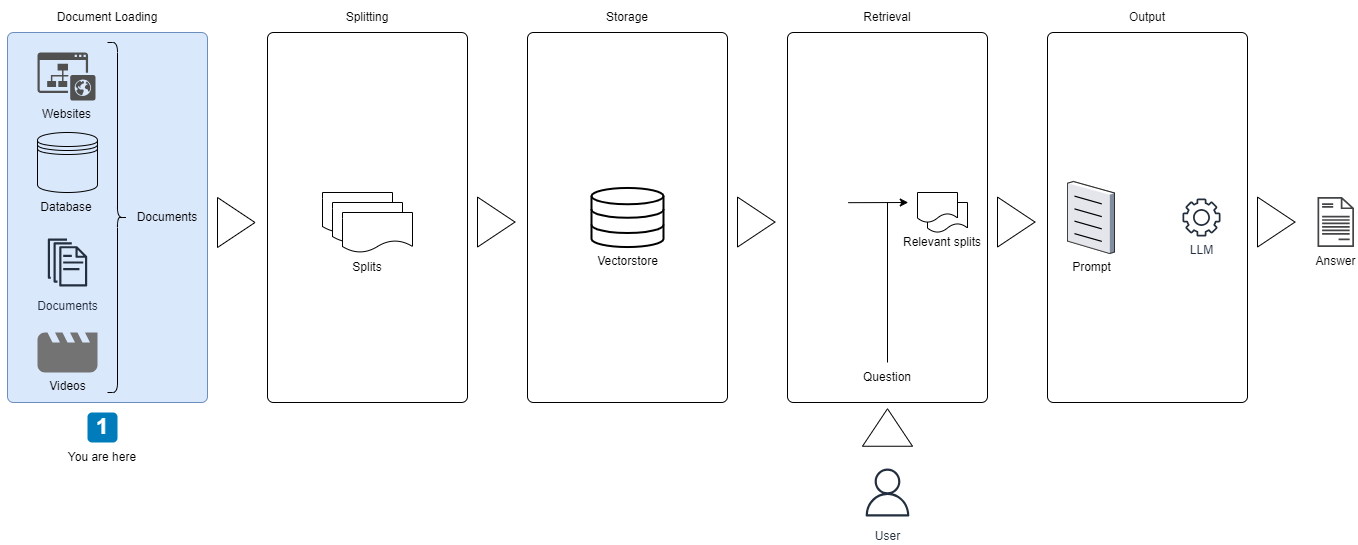 Document Loading
Splitting
Storage
Retrieval
Output
Websites
Database
Documents
Videos
Documents
1
You are here
Splits
Vectorstore
Relevant splits
Question
User
Prompt
LLM
Answer